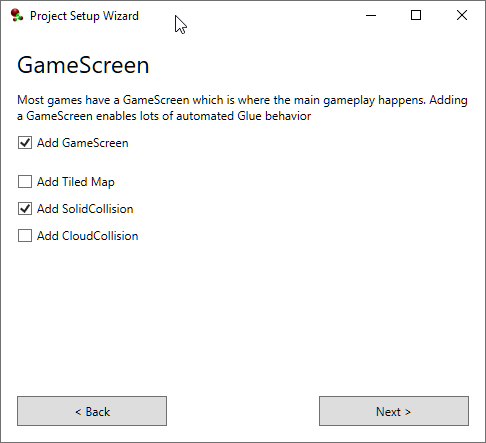 Project Setup Wizard
GameScreen
Most games have a GameScreen which is where the main gameplay happens. Adding
a GameScreen enables lots of automated Glue behavior
Add GameScreen
Add Tiled Map
Add SolidCollision
Add CloudCollision
< Back
Next >